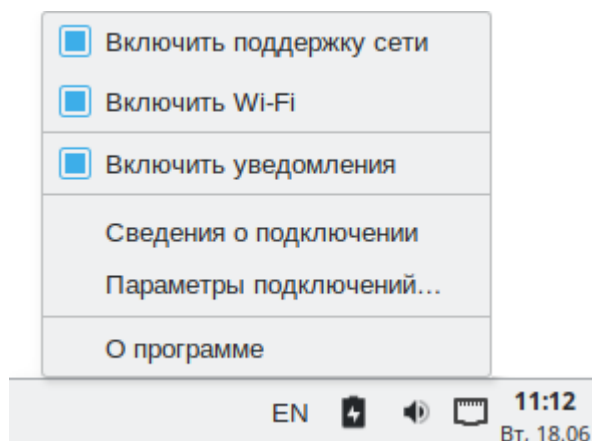 Включить поддержку сети
Включить Wi-Fi
Включить уведомления
Сведения о подключении
Параметры подключений...
О программе
EN 11:12
Вт. 18.06